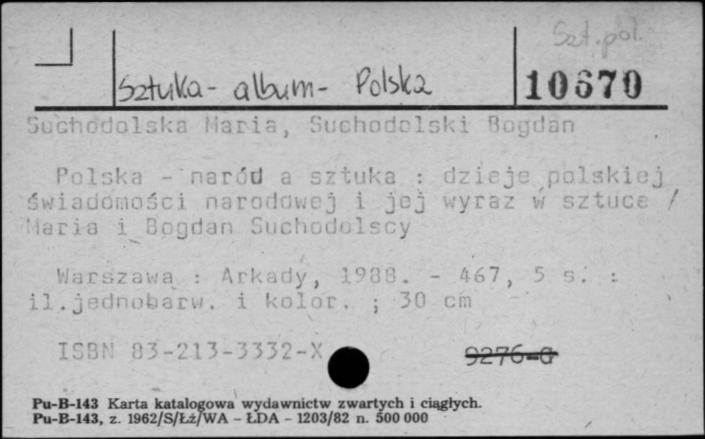 Szt. pol.
Sztuka - album - Polska
10670
Suchodolska Maria, Suchodolski Bogdan
Polska - naród a sztuka : dzieje polskiej
świadomości narodowej i jej wyraz w sztuce /
Maria i Bogdan Suchodolscy
Warszawa : Arkady, 1988. - 467, 5 s. :
il.jednobarw. i kolor. ; 30 cm
ISBN 83-213-3332-X
9276-G
Pu-B-143 Karta katalogowa wydawnictw zwartych i ciągłych.
Pu-B-143, z. 1962/S/Łż/WA - ŁDA - 1203/82 n. 500 000